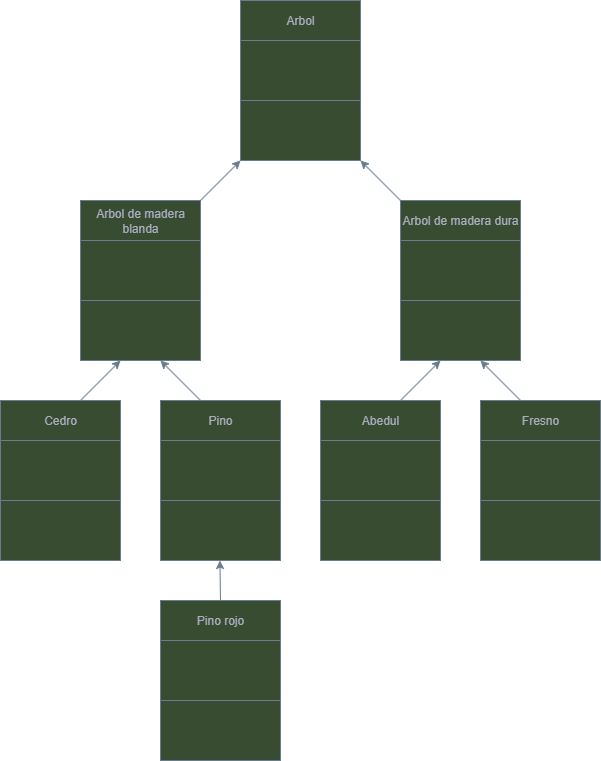 Arbol
Arbol de madera
blanda
Arbol de madera dura
Cedro
Pino
Abedul
Fresno
Pino rojo